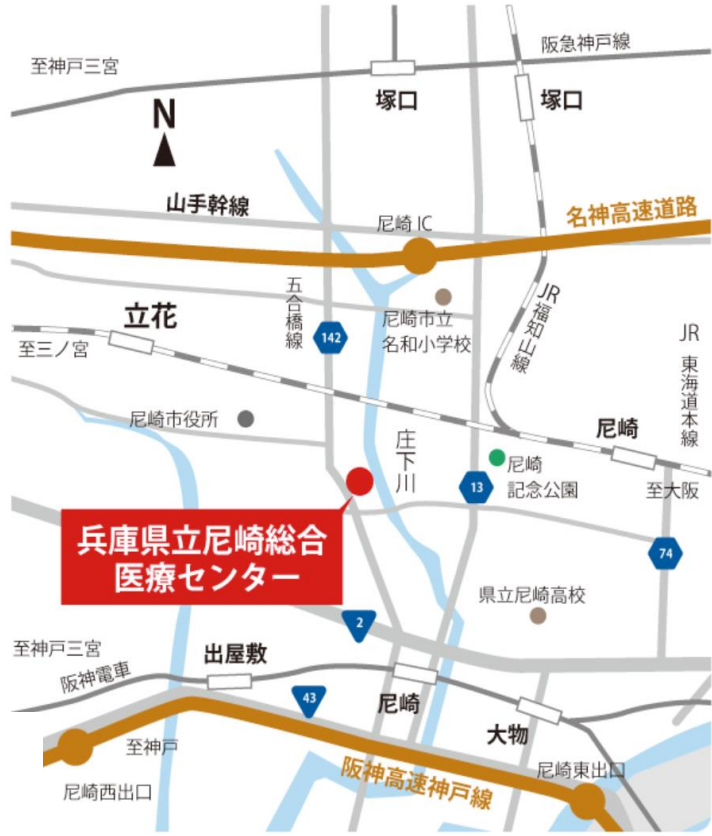 阪急神戸線
至神戸三宮
塚口
塚口
N
山手幹線
名神高速道路
尼崎 IC
五合橋線
立花
尼崎市立
名和小学校
JR 福知山線
JR 東海道本線
142
至三ノ宮
尼崎市役所
庄下川
尼崎
尼崎
記念公園
13
至大阪
兵庫県立尼崎総合
医療センター
74
県立尼崎高校
2
至神戸三宮
阪神電車
出屋敷
43
尼崎
大物
至神戸
阪神高速神戸線
尼崎東出口
尼崎西出口